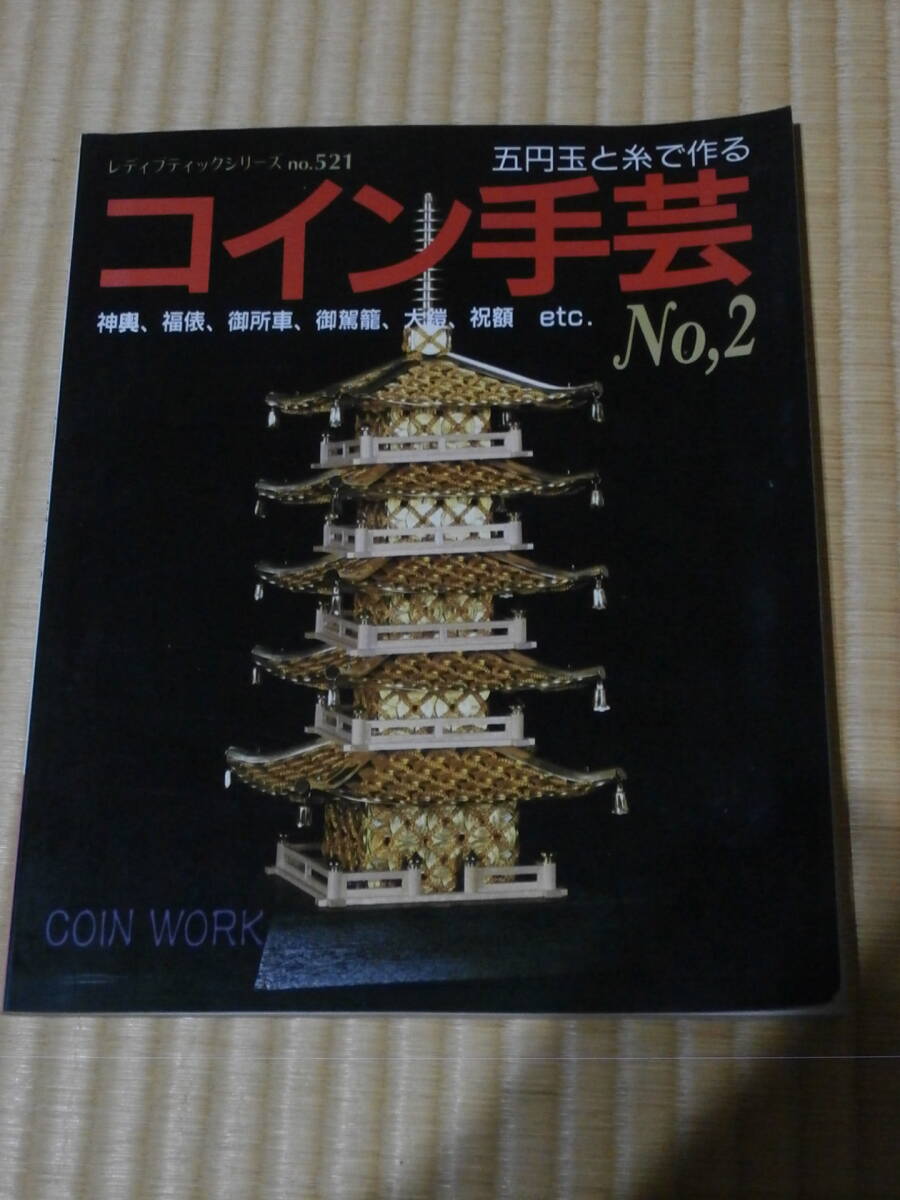 レディブティックシリーズ no.521
五円玉と糸で作る
コイン手芸
No,2
神輿、福俵、御所車、御駕籠、大鎧、祝額 etc.
COIN WORK